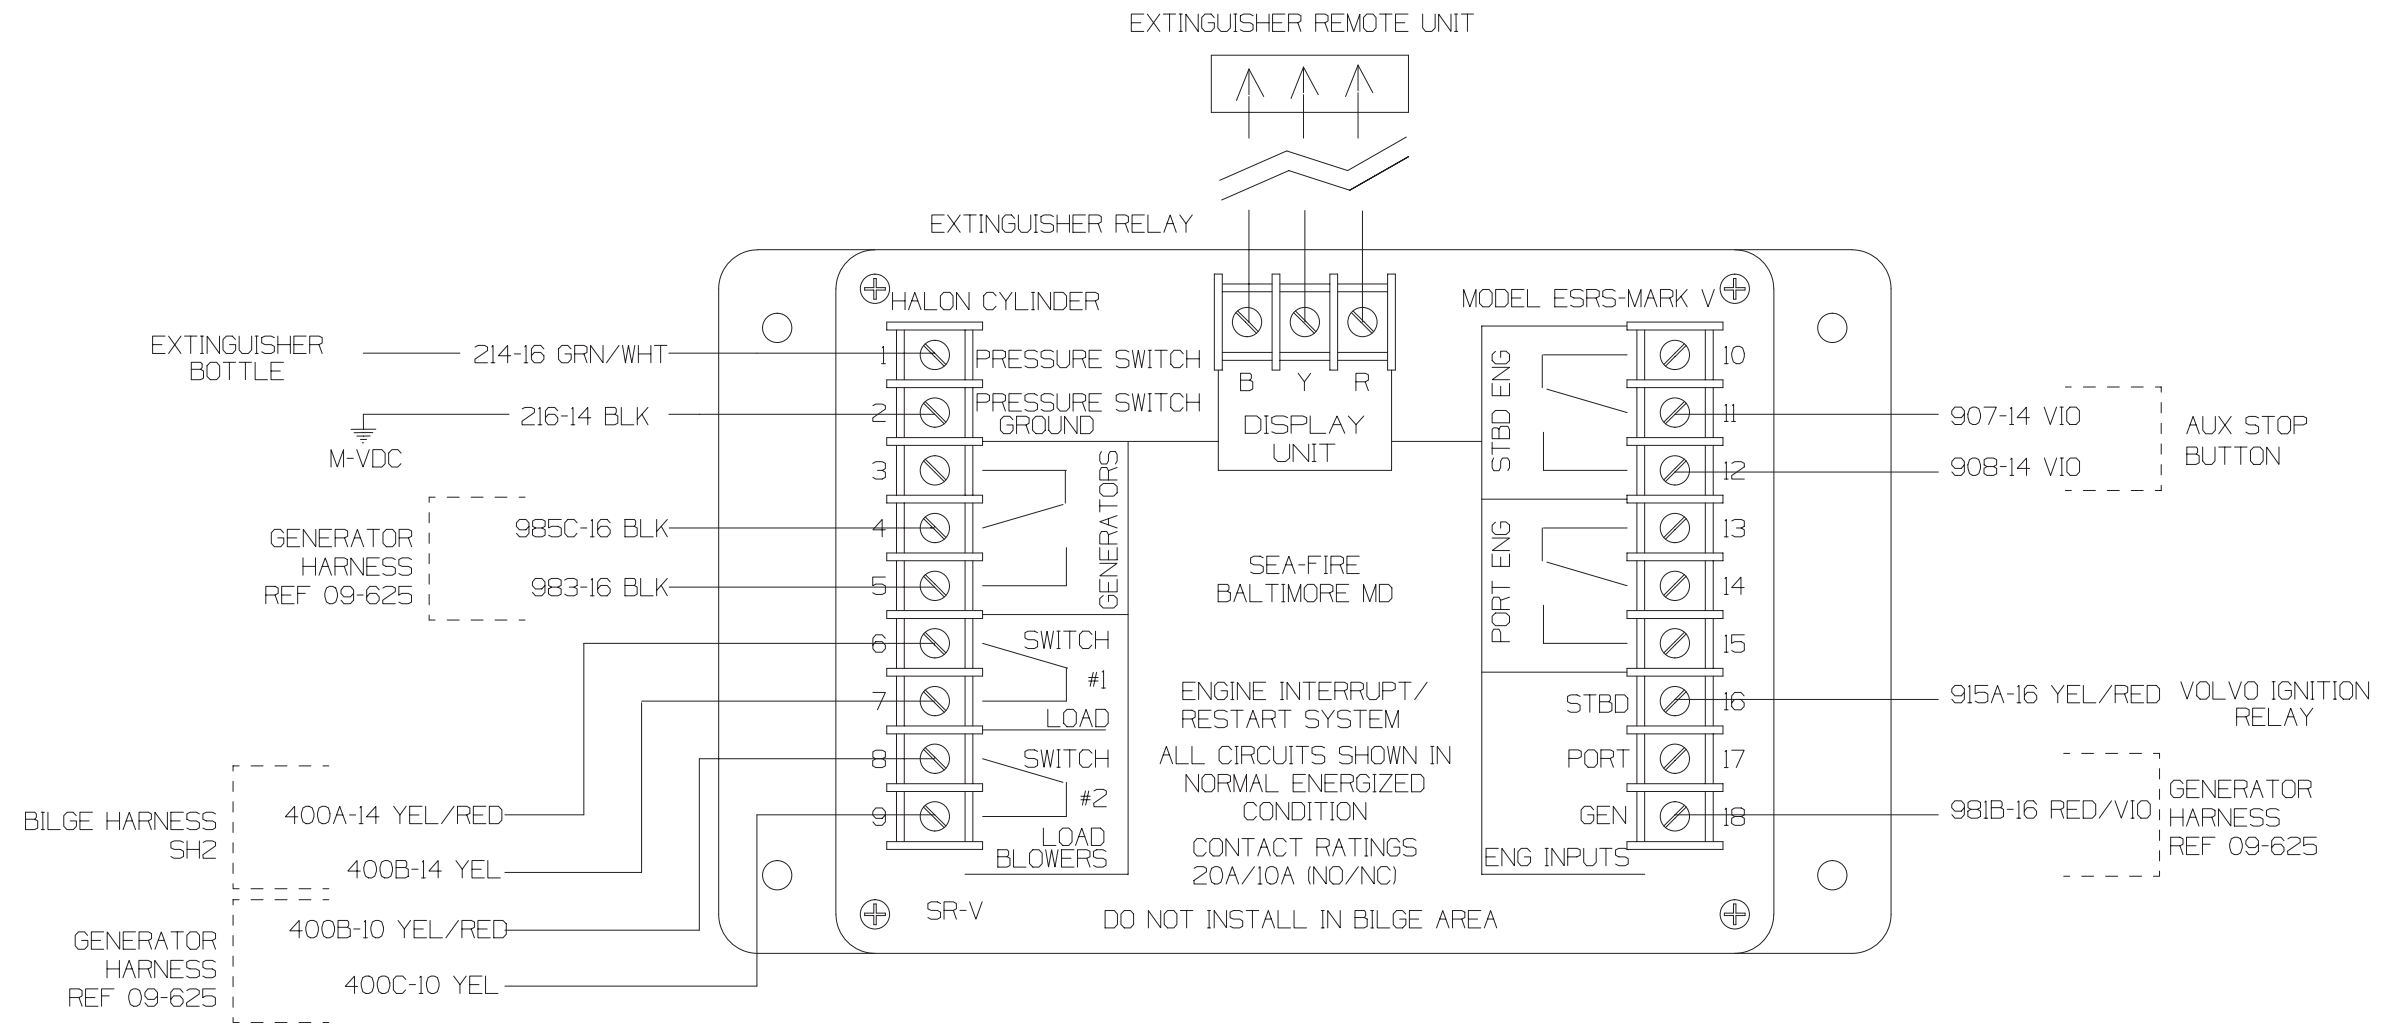 EXTINGUISHER REMOTE UNIT
EXTINGUISHER RELAY
HALON CYLINDER
MODEL ESRS-MARK V
EXTINGUISHER
BOTTLE
214-16 GRN/WHT
1
PRESSURE SWITCH
216-14 BLK
2
PRESSURE SWITCH
GROUND
M-VDC
3
GENERATOR
HARNESS
REF 09-625
985C-16 BLK
4
983-16 BLK
5
GENERATORS
6
SWITCH
#1
7
LOAD
8
SWITCH
#2
9
LOAD
BLOWERS
BILGE HARNESS
SH2
400A-14 YEL/RED
400B-14 YEL
GENERATOR
HARNESS
REF 09-625
400B-10 YEL/RED
400C-10 YEL
SR-V
B Y R
DISPLAY
UNIT
SEA-FIRE
BALTIMORE MD
ENGINE INTERRUPT/
RESTART SYSTEM
ALL CIRCUITS SHOWN IN
NORMAL ENERGIZED
CONDITION
CONTACT RATINGS
20A/10A (NO/NC)
DO NOT INSTALL IN BILGE AREA
STBD ENG
10
11
12
PORT ENG
13
14
15
STBD
16
PORT
17
GEN
18
ENG INPUTS
907-14 VIO
908-14 VIO
AUX STOP
BUTTON
915A-16 YEL/RED
VOLVO IGNITION
RELAY
981B-16 RED/VIO
GENERATOR
HARNESS
REF 09-625